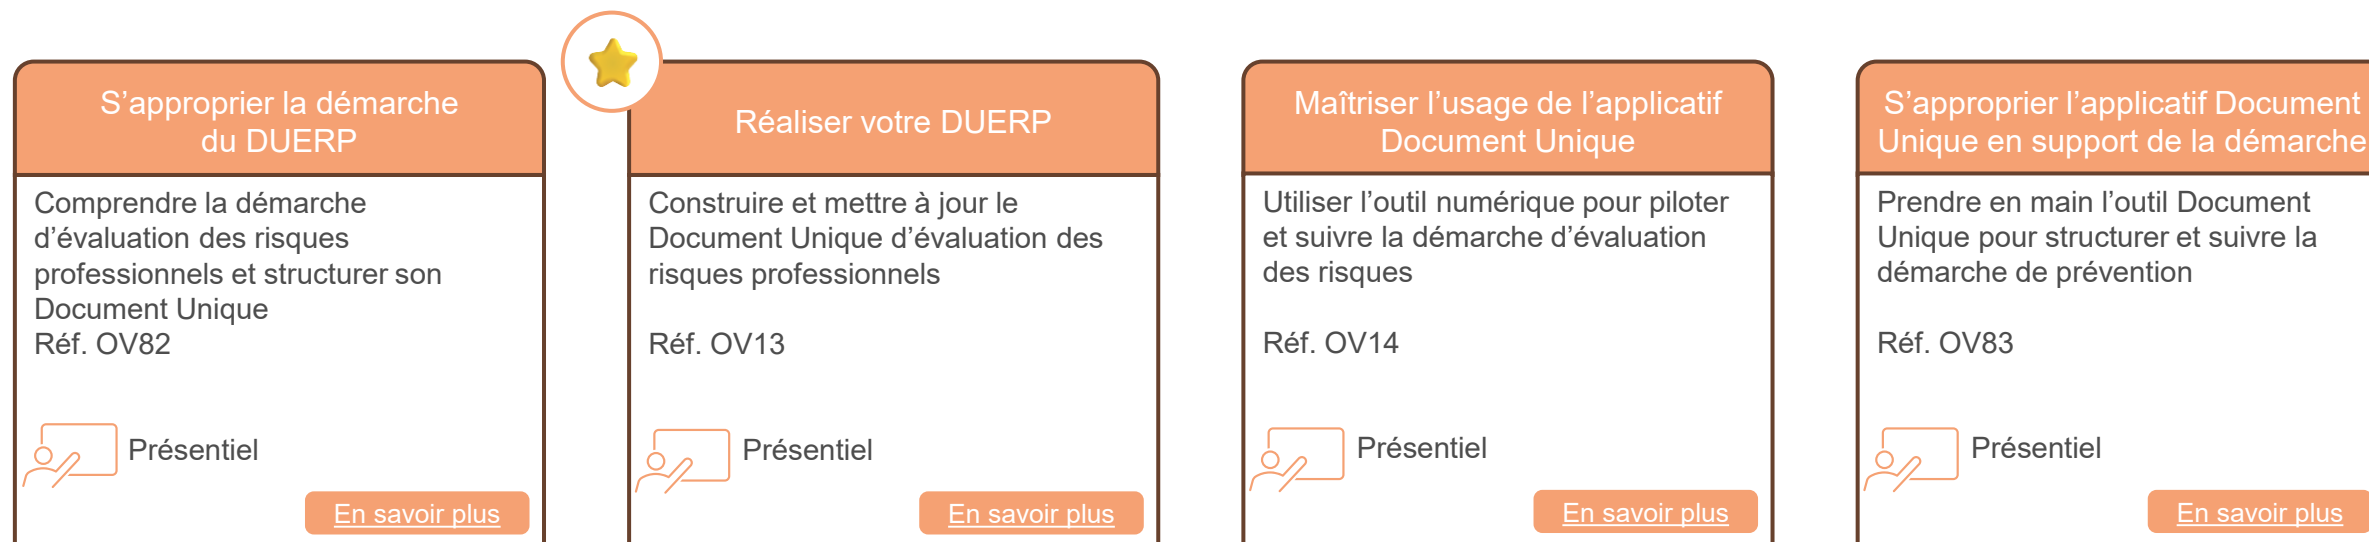 S’approprier la démarche
du DUERP
Comprendre la démarche
d’évaluation des risques
professionnels et structurer son
Document Unique
Réf. OV82
Présentiel
En savoir plus
Réaliser votre DUERP
Construire et mettre à jour le
Document Unique d’évaluation des
risques professionnels
Réf. OV13
Présentiel
En savoir plus
Maîtriser l’usage de l’applicatif
Document Unique
Utiliser l’outil numérique pour piloter
et suivre la démarche d’évaluation
des risques
Réf. OV14
Présentiel
En savoir plus
S’approprier l’applicatif Document
Unique en support de la démarche
Prendre en main l’outil Document
Unique pour structurer et suivre la
démarche de prévention
Réf. OV83
Présentiel
En savoir plus